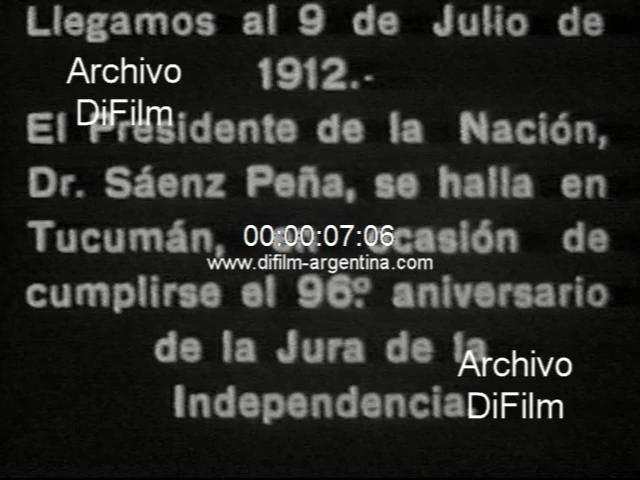 Llegamos al 9 de Julio de
1912.-
El Presidente de la Nación,
Dr. Sáenz Peña, se halla en
Tucumán, casión de
cumplirse el 96º aniversario
de la Jura de la
Independencia.
Archivo
DiFilm
00:00:07:06
www.difilm-argentina.com
Archivo
DiFilm